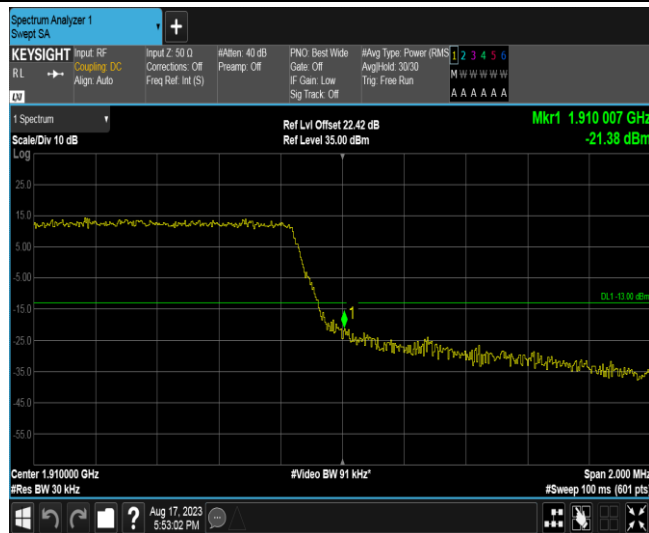 Spectrum Analyzer 1
Swept SA
+
KEYSIGHT
RL
LXI
Input: RF
Coupling: DC
Align: Auto
Input Z: 50 Ω
Corrections: Off
Freq Ref: Int (S)
#Atten: 40 dB
Preamp: Off
PNO: Best Wide
Gate: Off
IF Gain: Low
Sig Track: Off
#Avg Type: Power (RMS
Avg|Hold: 30/30
Trig: Free Run
1 2 3 4 5 6
M W W W W W
A A A A A A
1 Spectrum
Scale/Div 10 dB
Log
Ref Lvl Offset 22.42 dB
Ref Level 35.00 dBm
Mkr1 1.910 007 GHz
-21.38 dBm
25.0
15.0
5.00
-5.00
DL1 -13.00 dBm
-15.0
1
-25.0
-35.0
-45.0
-55.0
Center 1.910000 GHz
#Res BW 30 kHz
#Video BW 91 kHz*
Span 2.000 MHz
#Sweep 100 ms (601 pts)
?
Aug 17, 2023
5:53:02 PM